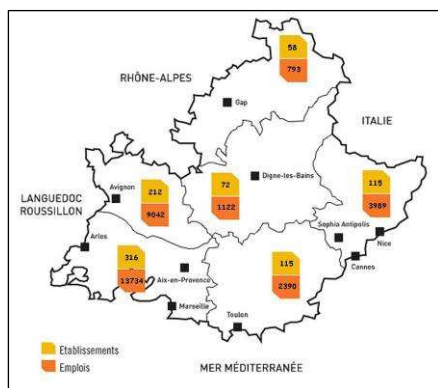 58
793
RHÔNE-ALPES
Gap
ITALIE
LANGUEDOC
ROUSSILLON
Avignon
212
9042
72
1122
Digne-les-Bains
115
3989
Sophia Antipolis
Nice
Cannes
Arles
316
13734
Aix-en-Provence
Marseille
115
2390
Toulon
Etablissements
Emplois
MER MÉDITERRANÉE